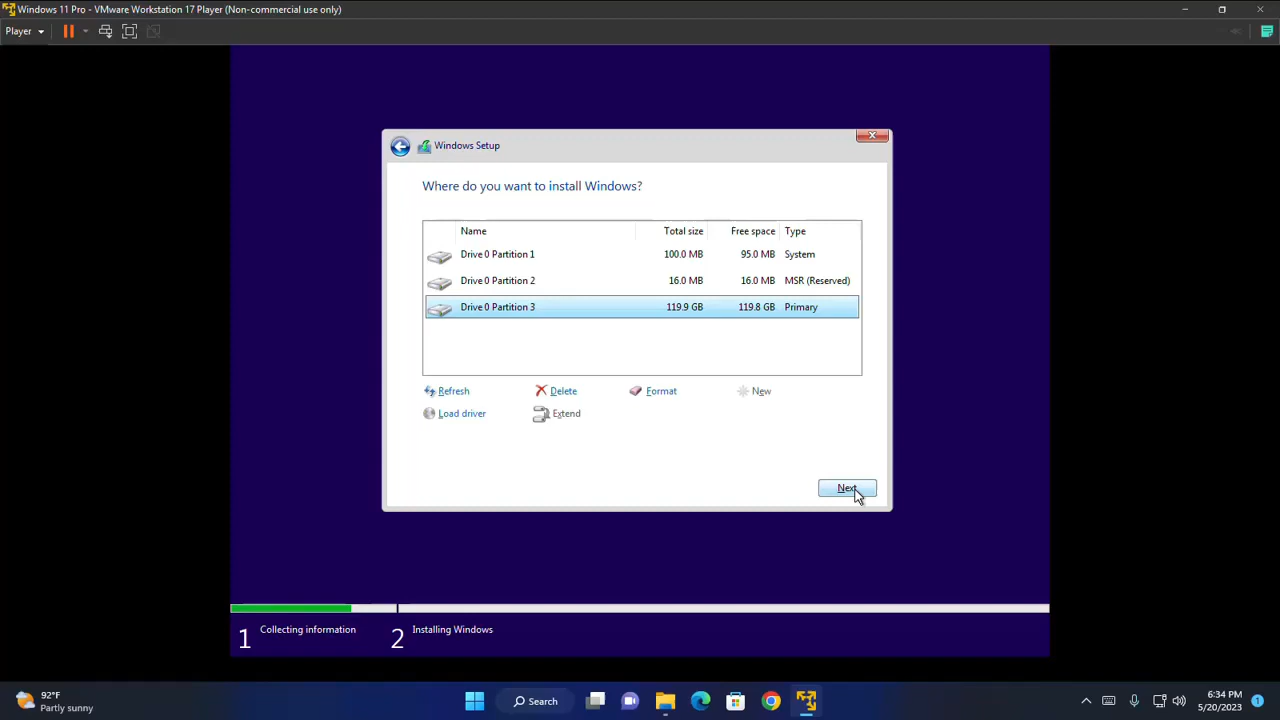 Windows 11 Pro - VMware Workstation 17 Player (Non-commercial use only)
Player
Windows Setup
Where do you want to install Windows?
Name Total size Free space Type
Drive 0 Partition 1 100.0 MB 95.0 MB System
Drive 0 Partition 2 16.0 MB 16.0 MB MSR (Reserved)
Drive 0 Partition 3 119.9 GB 119.8 GB Primary
Refresh Delete Format New
Load driver Extend
Next
1 Collecting information 2 Installing Windows
92°F
Partly sunny
Search
6:34 PM
5/20/2023
1